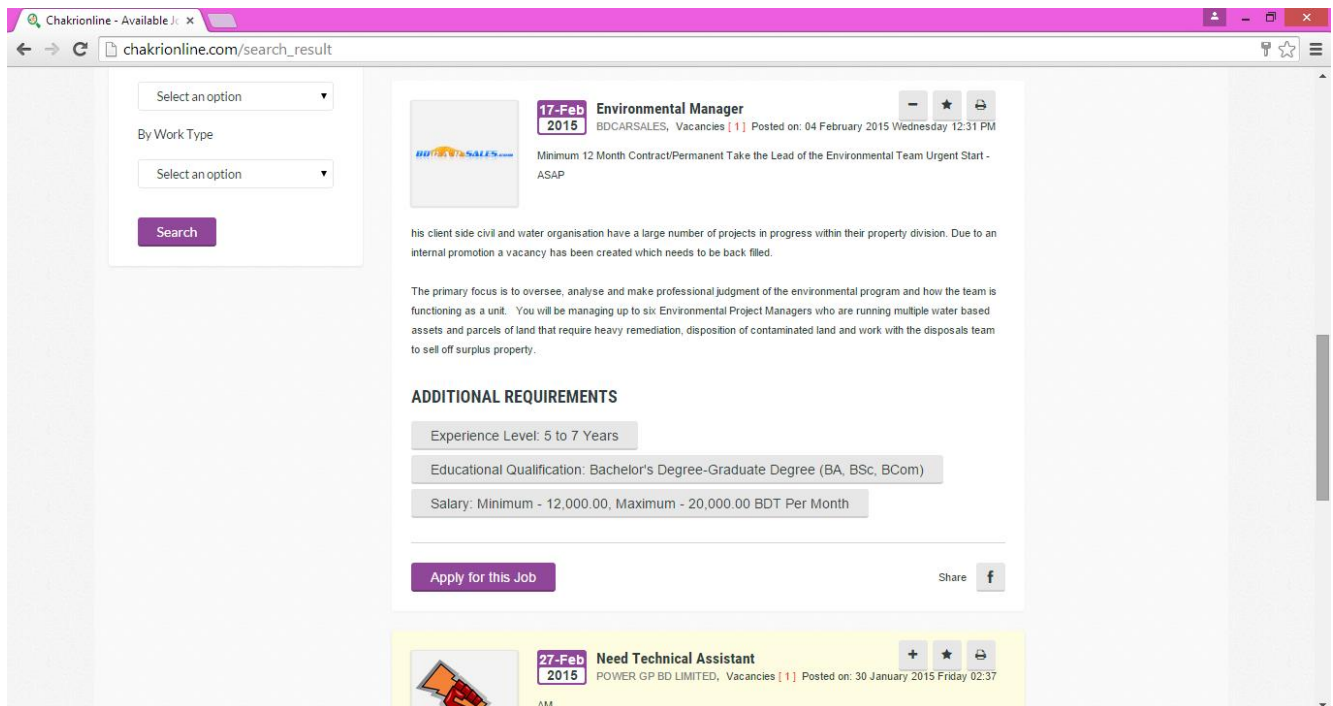 Chakrionline - Available Jo
chakrionline.com/search_result
Select an option
By Work Type
Select an option
Search
17-Feb
2015
Environmental Manager
BDCARSALES, Vacancies [ 1 ] Posted on: 04 February 2015 Wednesday 12:31 PM
Minimum 12 Month Contract/Permanent Take the Lead of the Environmental Team Urgent Start -
ASAP
his client side civil and water organisation have a large number of projects in progress within their property division. Due to an
internal promotion a vacancy has been created which needs to be back filled.
The primary focus is to oversee, analyse and make professional judgment of the environmental program and how the team is
functioning as a unit. You will be managing up to six Environmental Project Managers who are running multiple water based
assets and parcels of land that require heavy remediation, disposition of contaminated land and work with the disposals team
to sell off surplus property.
ADDITIONAL REQUIREMENTS
Experience Level: 5 to 7 Years
Educational Qualification: Bachelor's Degree-Graduate Degree (BA, BSc, BCom)
Salary: Minimum - 12,000.00, Maximum - 20,000.00 BDT Per Month
Apply for this Job
Share
27-Feb
2015
Need Technical Assistant
POWER GP BD LIMITED, Vacancies [ 1 ] Posted on: 30 January 2015 Friday 02:37
AM